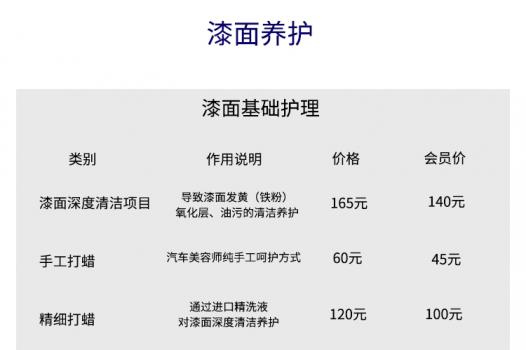 漆面养护
漆面基础护理
类别 作用说明 价格 会员价
漆面深度清洁项目 导致漆面发黄（铁粉） 165元 140元
氧化层、油污的清洁养护
手工打蜡 汽车美容师纯手工呵护方式 60元 45元
精细打蜡 通过进口精洗液 120元 100元
对漆面深度清洁养护